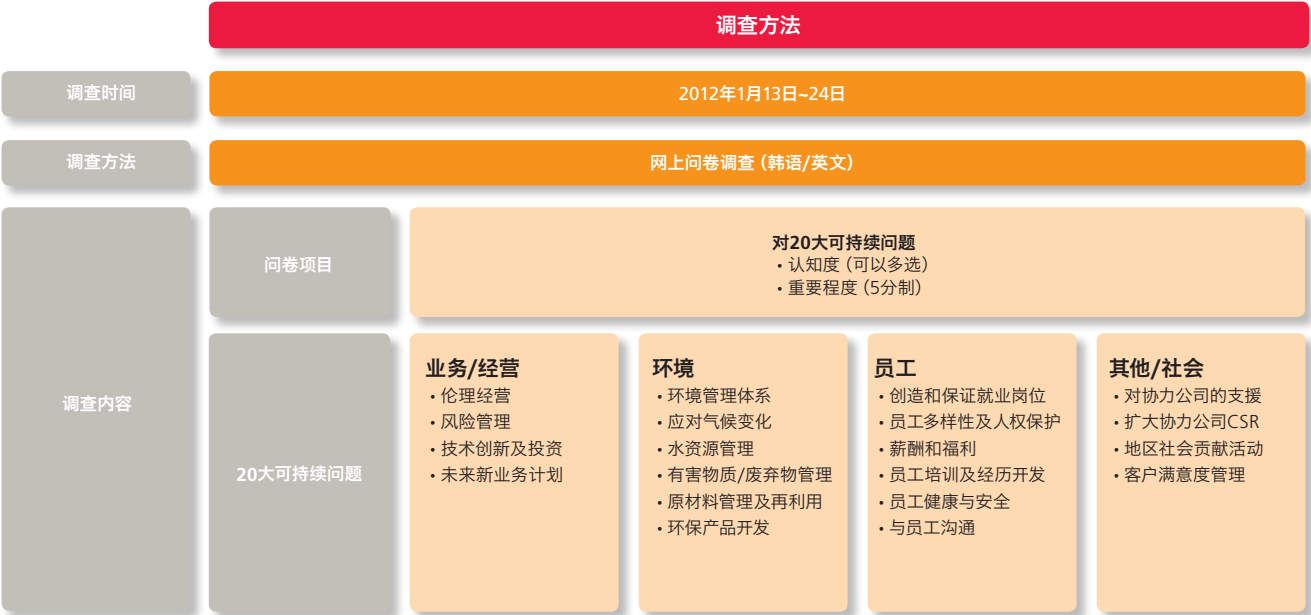 调查方法
调查时间
2012年1月13日~24日
调查方法
网上问卷调查 (韩语/英文)
调查内容
问卷项目
对20大可持续问题
• 认知度 (可以多选)
• 重要程度 (5分制)
20大可持续问题
业务/经营
• 伦理经营
• 风险管理
• 技术创新及投资
• 未来新业务计划
环境
• 环境管理体系
• 应对气候变化
• 水资源管理
• 有害物质/废弃物管理
• 原材料管理及再利用
• 环保产品开发
员工
• 创造和保证就业岗位
• 员工多样性及人权保护
• 薪酬和福利
• 员工培训及经历开发
• 员工健康与安全
• 与员工沟通
其他/社会
• 对协力公司的支援
• 扩大协力公司CSR
• 地区社会贡献活动
• 客户满意度管理